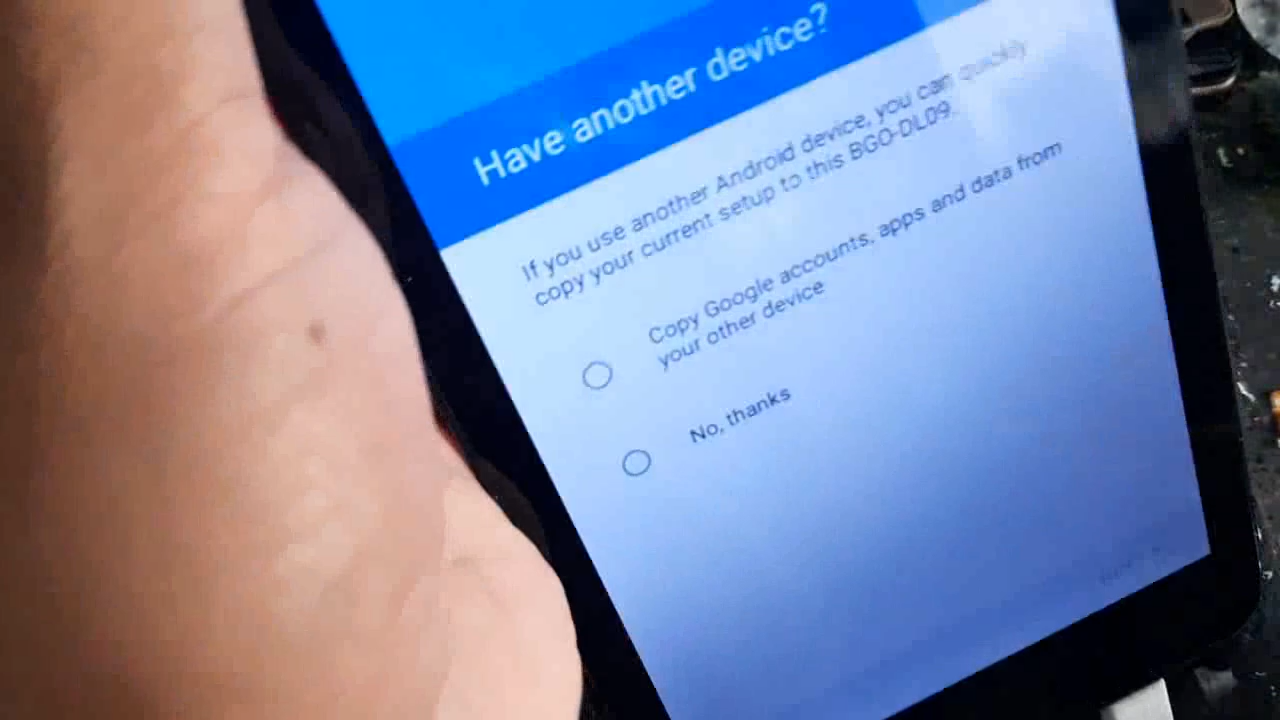 Have another device?
If you use another Android device, you can quickly
copy your current setup to this BGO-DL09.
Copy Google accounts, apps and data from
your other device
No, thanks